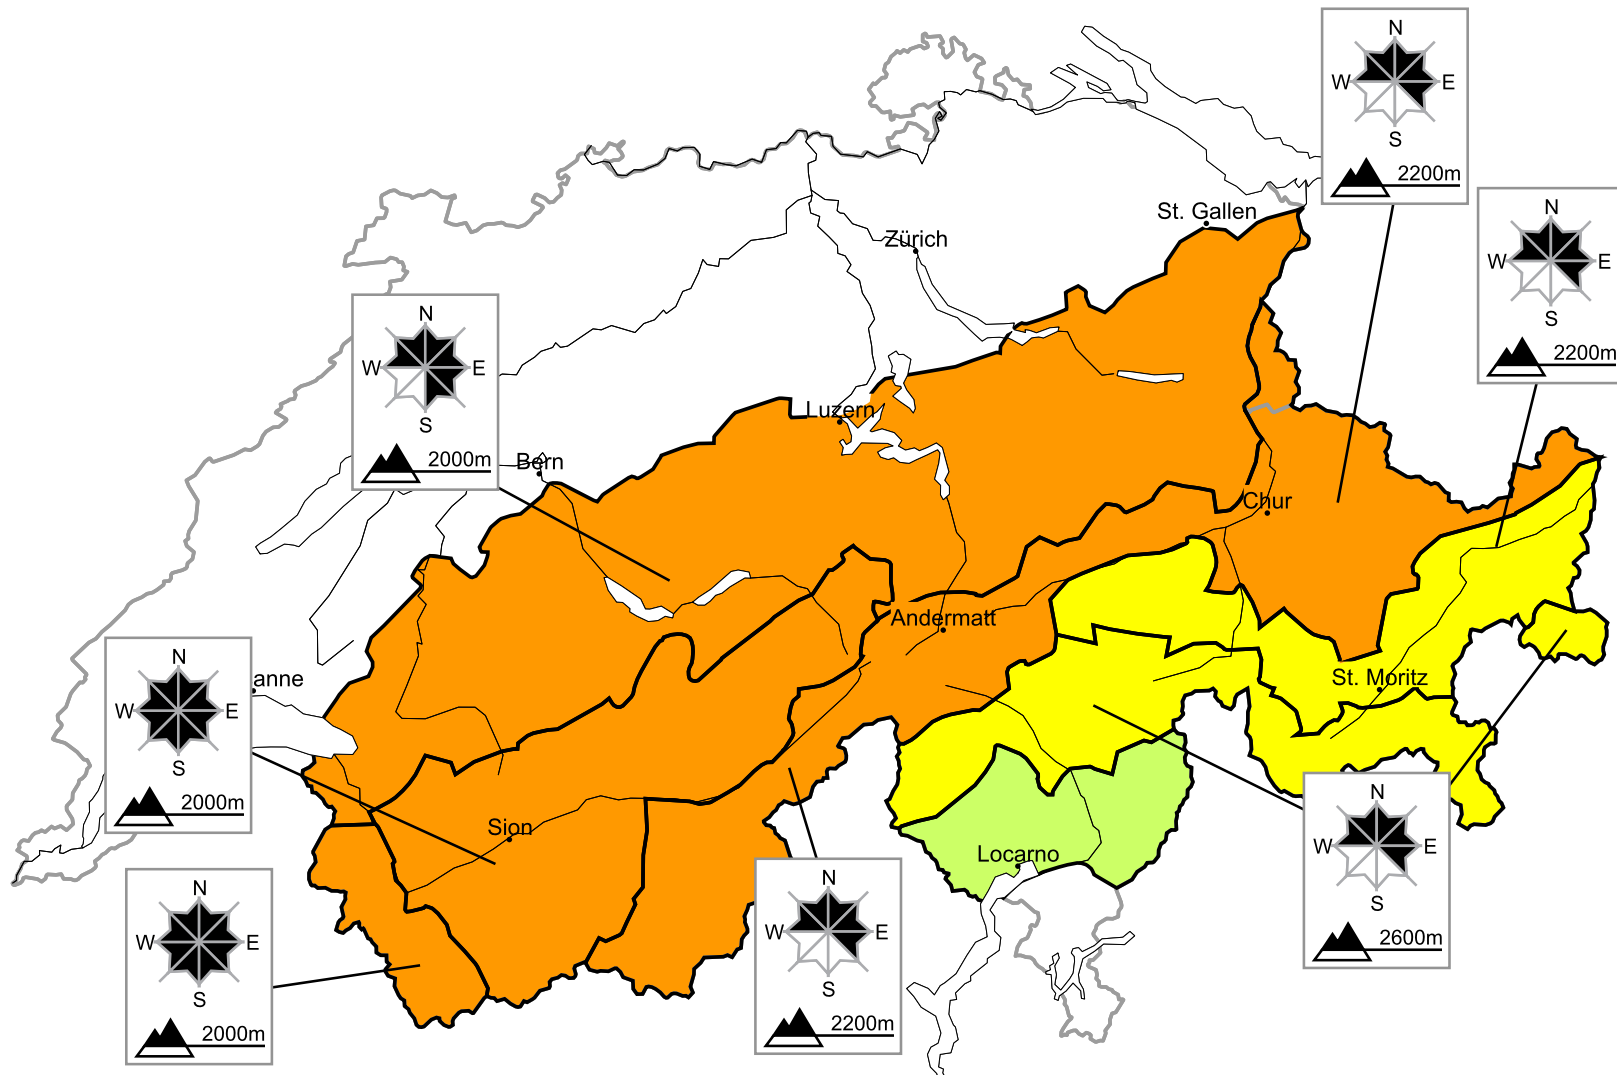 N
W E
S
2200m
N
W E
S
2200m
St. Gallen
Zürich
N
W E
S
2000m
Luzern
Bern
Chur
Andermatt
N
W E
S
2000m
anne
St. Moritz
N
W E
S
2600m
Sion
Locarno
N
W E
S
2000m
N
W E
S
2200m